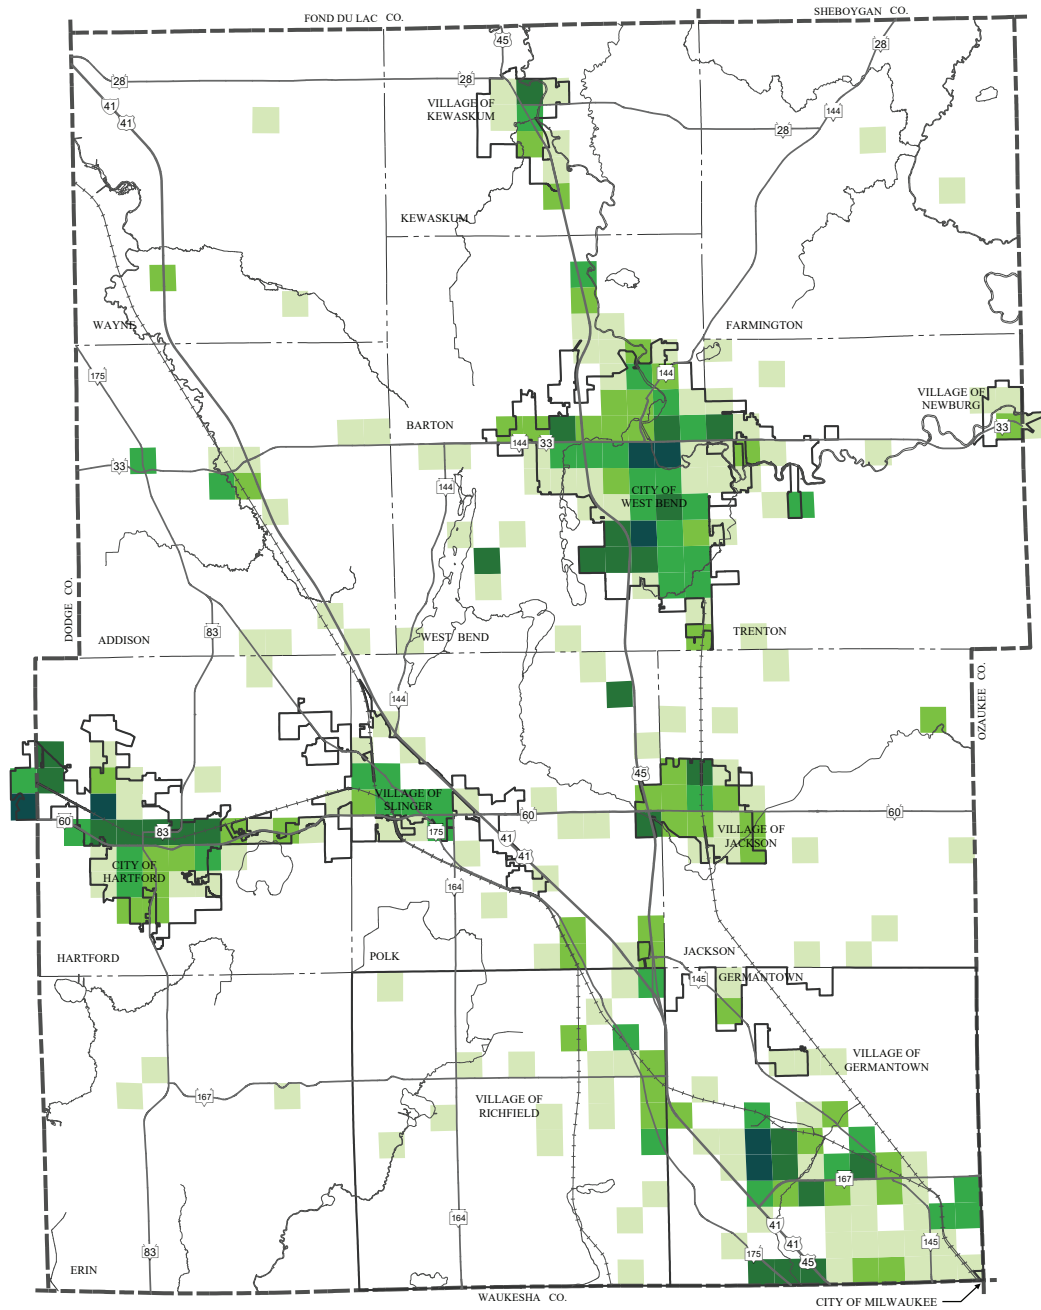 FOND DU LAC CO.
SHEBOYGAN CO.
45
28
28
28
41
41
VILLAGE OF
KEWASKUM
144
28
KEWASKUM
WAYNE
FARMINGTON
175
144
VILLAGE OF
NEWBURG
BARTON
33
144
33
33
144
CITY OF
WEST BEND
DODGE CO.
83
ADDISON
WEST BEND
TRENTON
OZAUKEE CO.
144
45
VILLAGE OF
SLINGER
60
83
175
60
60
VILLAGE OF
JACKSON
41
41
CITY OF
HARTFORD
164
HARTFORD
POLK
JACKSON
145
GERMANTOWN
VILLAGE OF
GERMANTOWN
167
VILLAGE OF
RICHFIELD
167
164
41
41
45
175
145
83
ERIN
WAUKESHA CO.
CITY OF MILWAUKEE